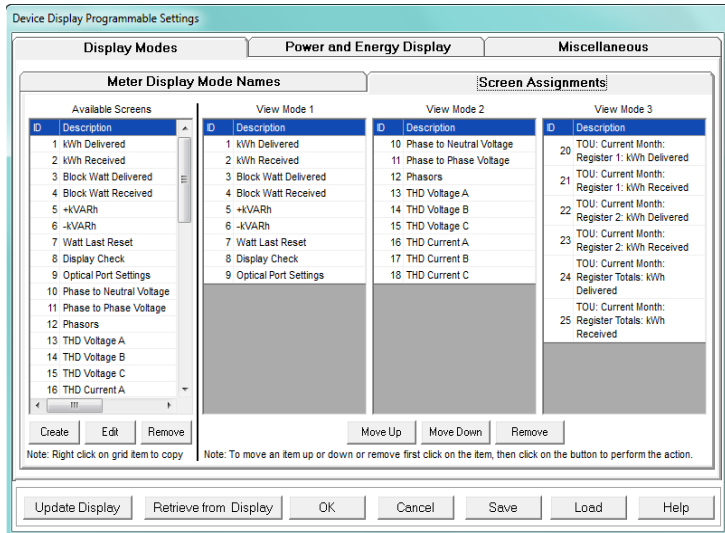 Device Display Programmable Settings
Display Modes
Power and Energy Display
Miscellaneous
Meter Display Mode Names
Screen Assignments
Available Screens
ID Description
1 kWh Delivered
2 kWh Received
3 Block Watt Delivered
4 Block Watt Received
5 +kVARh
6 -kVARh
7 Watt Last Reset
8 Display Check
9 Optical Port Settings
10 Phase to Neutral Voltage
11 Phase to Phase Voltage
12 Phasors
13 THD Voltage A
14 THD Voltage B
15 THD Voltage C
16 THD Current A
Create Edit Remove
Note: Right click on grid item to copy
View Mode 1
ID Description
1 kWh Delivered
2 kWh Received
3 Block Watt Delivered
4 Block Watt Received
5 +kVARh
6 -kVARh
7 Watt Last Reset
8 Display Check
9 Optical Port Settings
View Mode 2
ID Description
10 Phase to Neutral Voltage
11 Phase to Phase Voltage
12 Phasors
13 THD Voltage A
14 THD Voltage B
15 THD Voltage C
16 THD Current A
17 THD Current B
18 THD Current C
View Mode 3
ID Description
20 TOU: Current Month:
Register 1: kWh Delivered
21 TOU: Current Month:
Register 1: kWh Received
22 TOU: Current Month:
Register 2: kWh Delivered
23 TOU: Current Month:
Register 2: kWh Received
TOU: Current Month:
24 Register Totals: kWh
Delivered
TOU: Current Month:
25 Register Totals: kWh
Received
Move Up Move Down Remove
Note: To move an item up or down or remove first click on the item, then click on the button to perform the action.
Update Display Retrieve from Display OK Cancel Save Load Help